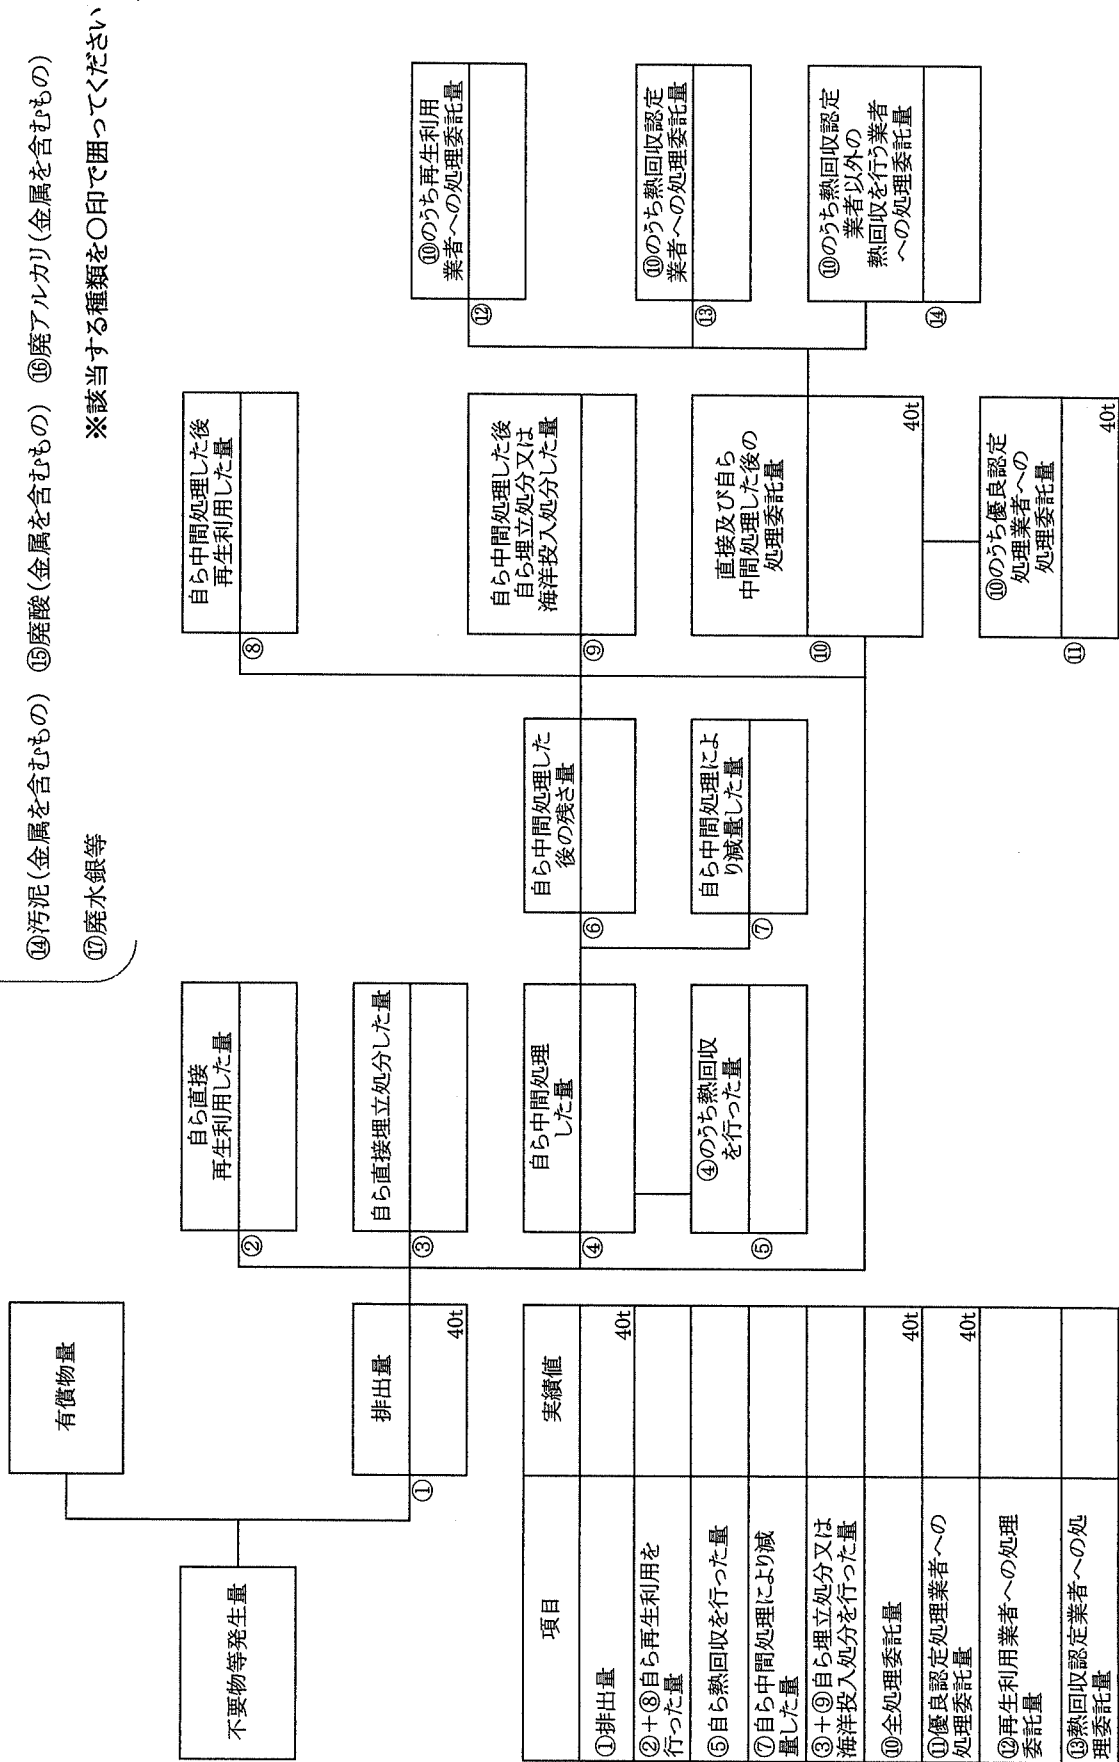 ⑭汚泥(金属を含むもの) ⑮廃酸(金属を含むもの) ⑯廃アルカリ(金属を含むもの)
⑰廃水銀等
※該当する種類を○印で囲ってください
有償物量
不要物等発生量
排出量
①
40t
自ら直接
再生利用した量
②
自ら直接埋立処分した量
③
自ら中間処理
した量
④
④のうち熱回収
を行った量
⑤
自ら中間処理した
後の残さ量
⑥
自ら中間処理によ
り減量した量
⑦
自ら中間処理した後
再生利用した量
⑧
自ら中間処理した後
自ら埋立処分又は
海洋投入処分した量
⑨
直接及び自ら
中間処理した後の
処理委託量
⑩
40t
⑩のうち優良認定
処理業者への
処理委託量
⑪
40t
⑩のうち再生利用
業者への処理委託量
⑫
⑩のうち熱回収認定
業者への処理委託量
⑬
⑩のうち熱回収認定
業者以外の
熱回収を行う業者
への処理委託量
⑭
項目 実績値
①排出量 40t
②+⑧自ら再生利用を
行った量
⑤自ら熱回収を行った量
⑦自ら中間処理により減
量した量
③+⑨自ら埋立処分又は
海洋投入処分を行った量
⑩全処理委託量 40t
⑪優良認定処理業者への
処理委託量 40t
⑫再生利用業者への処理
委託量
⑬熱回収認定業者への処
理委託量